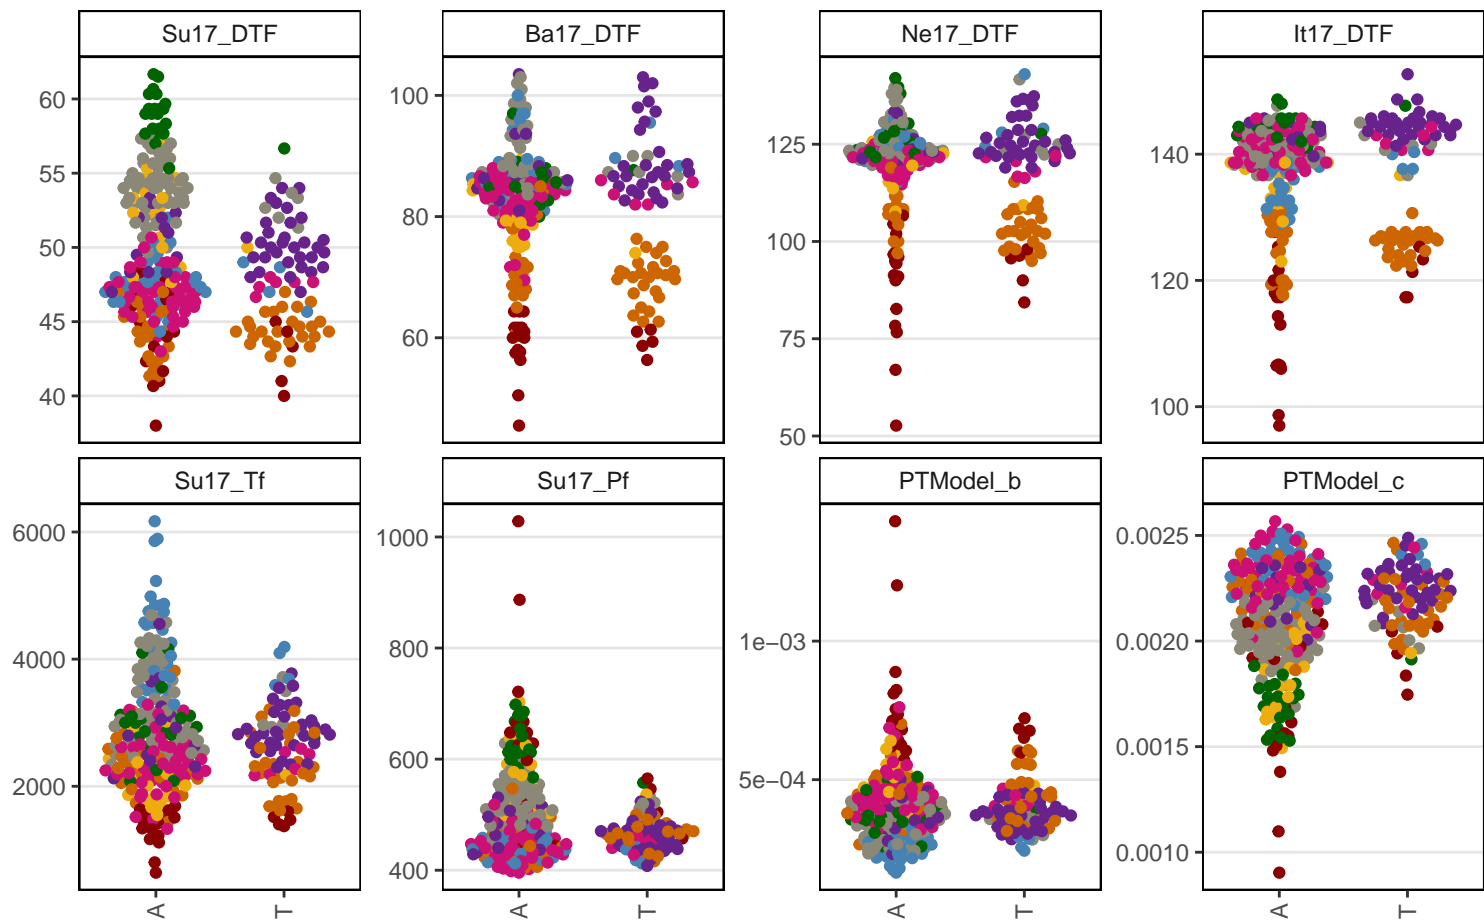 Su17_DTF
Ba17_DTF
Ne17_DTF
It17_DTF
60
55
50
45
40
100
80
60
125
100
75
50
140
120
100
Su17_Tf
Su17_Pf
PTModel_b
PTModel_c
6000
4000
2000
1000
800
600
400
1e−03
5e−04
0.0025
0.0020
0.0015
0.0010
A
T
A
T
A
T
A
T